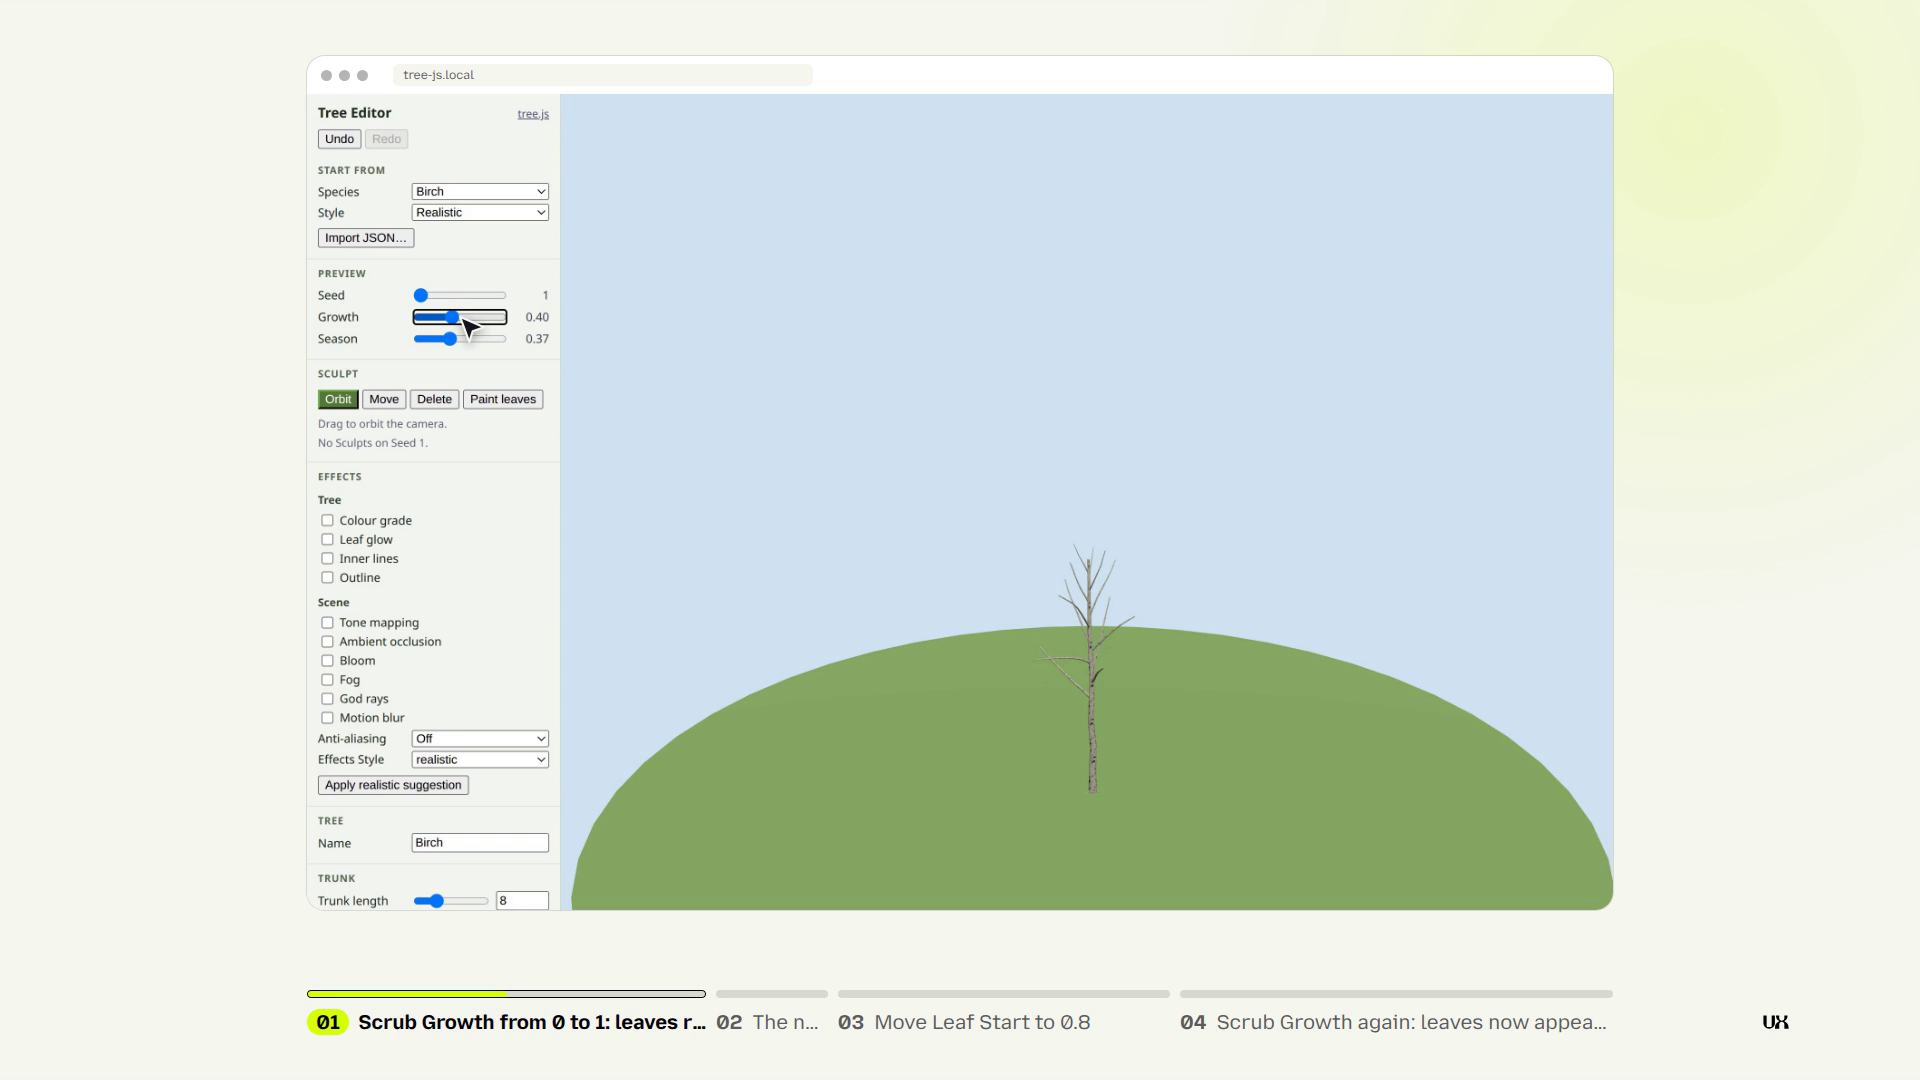 tree-js.local
Tree Editor tree.js
Undo Redo
START FROM
Species Birch
Style Realistic
Import JSON...
PREVIEW
Seed 1
Growth 0.40
Season 0.37
SCULPT
Orbit Move Delete Paint leaves
Drag to orbit the camera.
No Sculpts on Seed 1.
EFFECTS
Tree
Colour grade
Leaf glow
Inner lines
Outline
Scene
Tone mapping
Ambient occlusion
Bloom
Fog
God rays
Motion blur
Anti-aliasing Off
Effects Style realistic
Apply realistic suggestion
TREE
Name Birch
TRUNK
Trunk length 8
01 Scrub Growth from 0 to 1: leaves r... 02 The n... 03 Move Leaf Start to 0.8 04 Scrub Growth again: leaves now appea...
UX